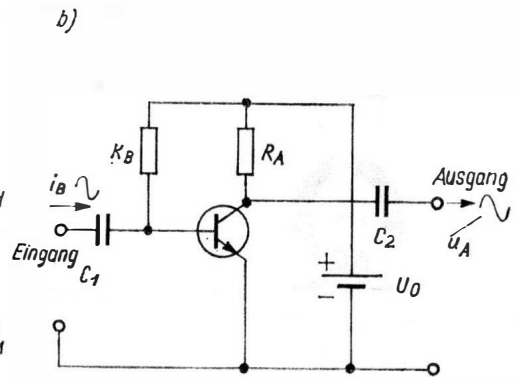 b)
R_B
R_A
i_B
Ausgang
Eingang
C_1
C_2
u_A
+
−
U_0